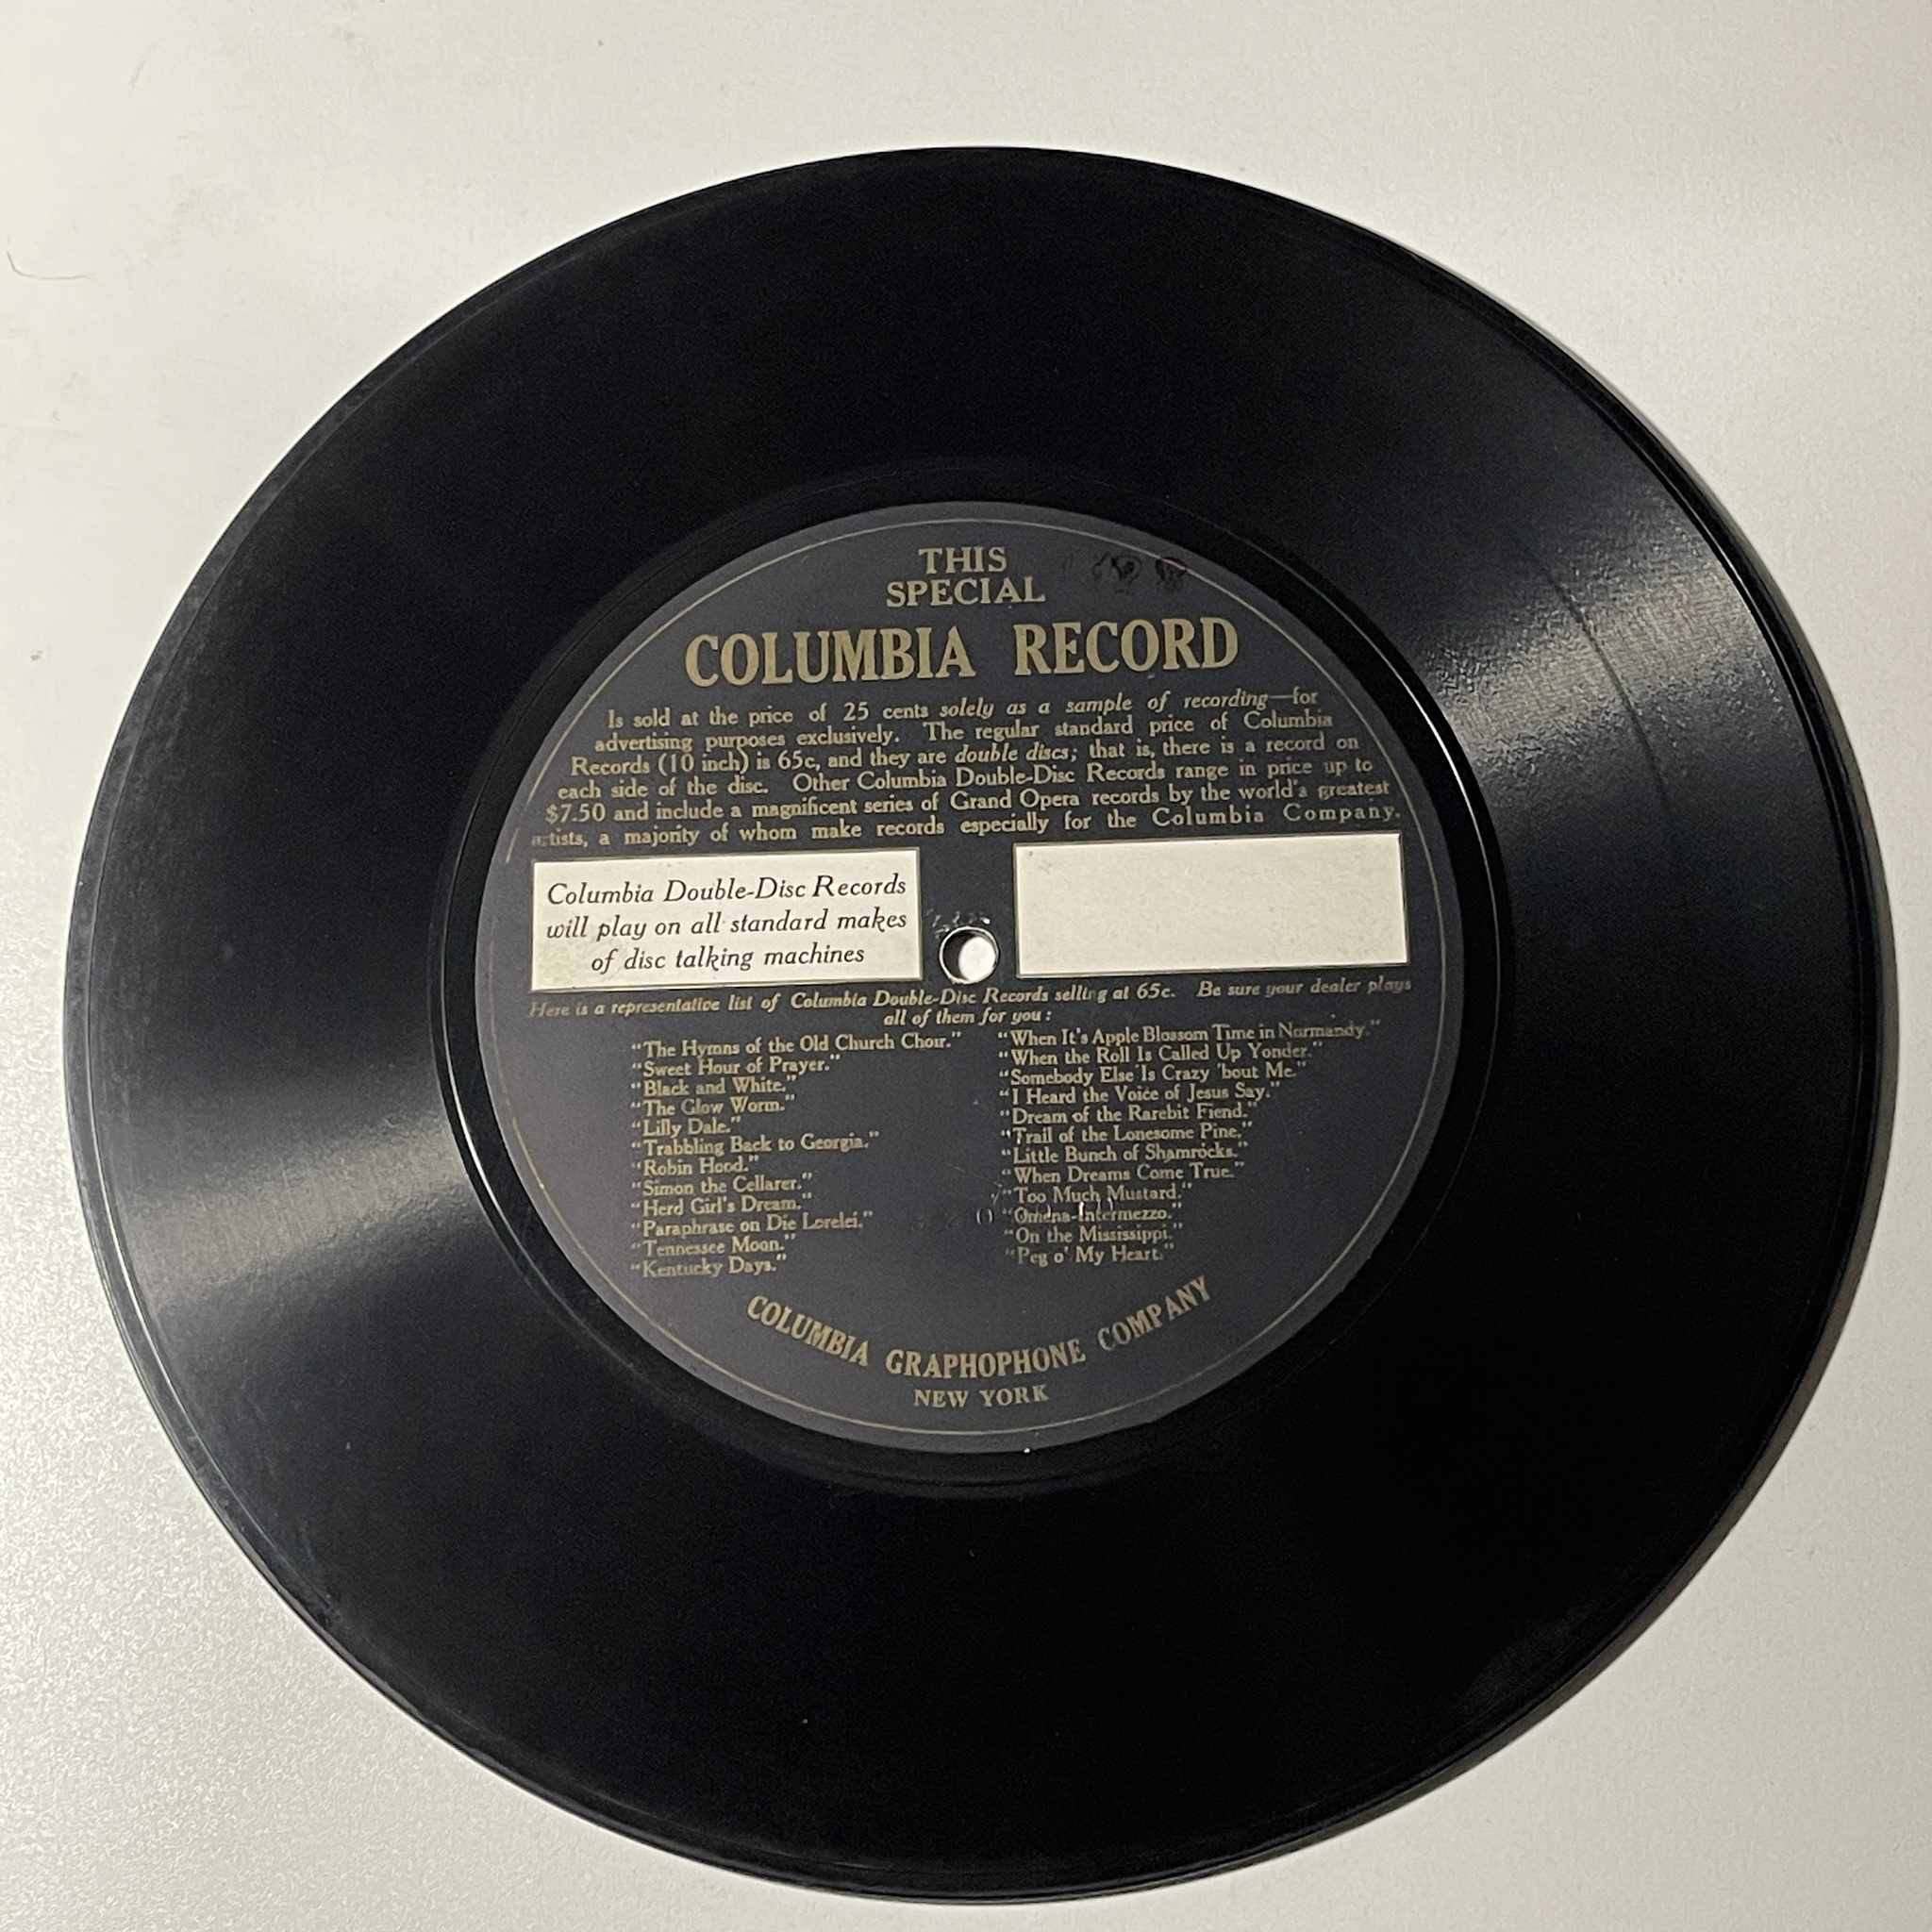 THIS
SPECIAL
COLUMBIA RECORD
Is sold at the price of 25 cents solely as a sample of recording—for
advertising purposes exclusively. The regular standard price of Columbia
Records (10 inch) is 65c, and they are double discs; that is, there is a record on
each side of the disc. Other Columbia Double-Disc Records range in price up to
$7.50 and include a magnificent series of Grand Opera records by the world's greatest
artists, a majority of whom make records especially for the Columbia Company.
Columbia Double-Disc Records
will play on all standard makes
of disc talking machines
Here is a representative list of Columbia Double-Disc Records selling at 65c. Be sure your dealer plays
all of them for you:
"The Hymns of the Old Church Choir."
"Sweet Hour of Prayer."
"Black and White."
"The Glow Worm."
"Lilly Dale."
"Trabbling Back to Georgia."
"Robin Hood."
"Simon the Cellarer."
"Herd Girl's Dream."
"Paraphrase on Die Lorelei."
"Tennessee Moon."
"Kentucky Days."
"When It's Apple Blossom Time in Normandy."
"When the Roll Is Called Up Yonder."
"Somebody Else Is Crazy 'bout Me."
"I Heard the Voice of Jesus Say."
"Dream of the Rarebit Fiend."
"Trail of the Lonesome Pine."
"Little Bunch of Shamrocks."
"When Dreams Come True."
"Too Much Mustard."
"Omena-Intermezzo."
"On the Mississippi."
"Peg o' My Heart."
COLUMBIA GRAPHOPHONE COMPANY
NEW YORK